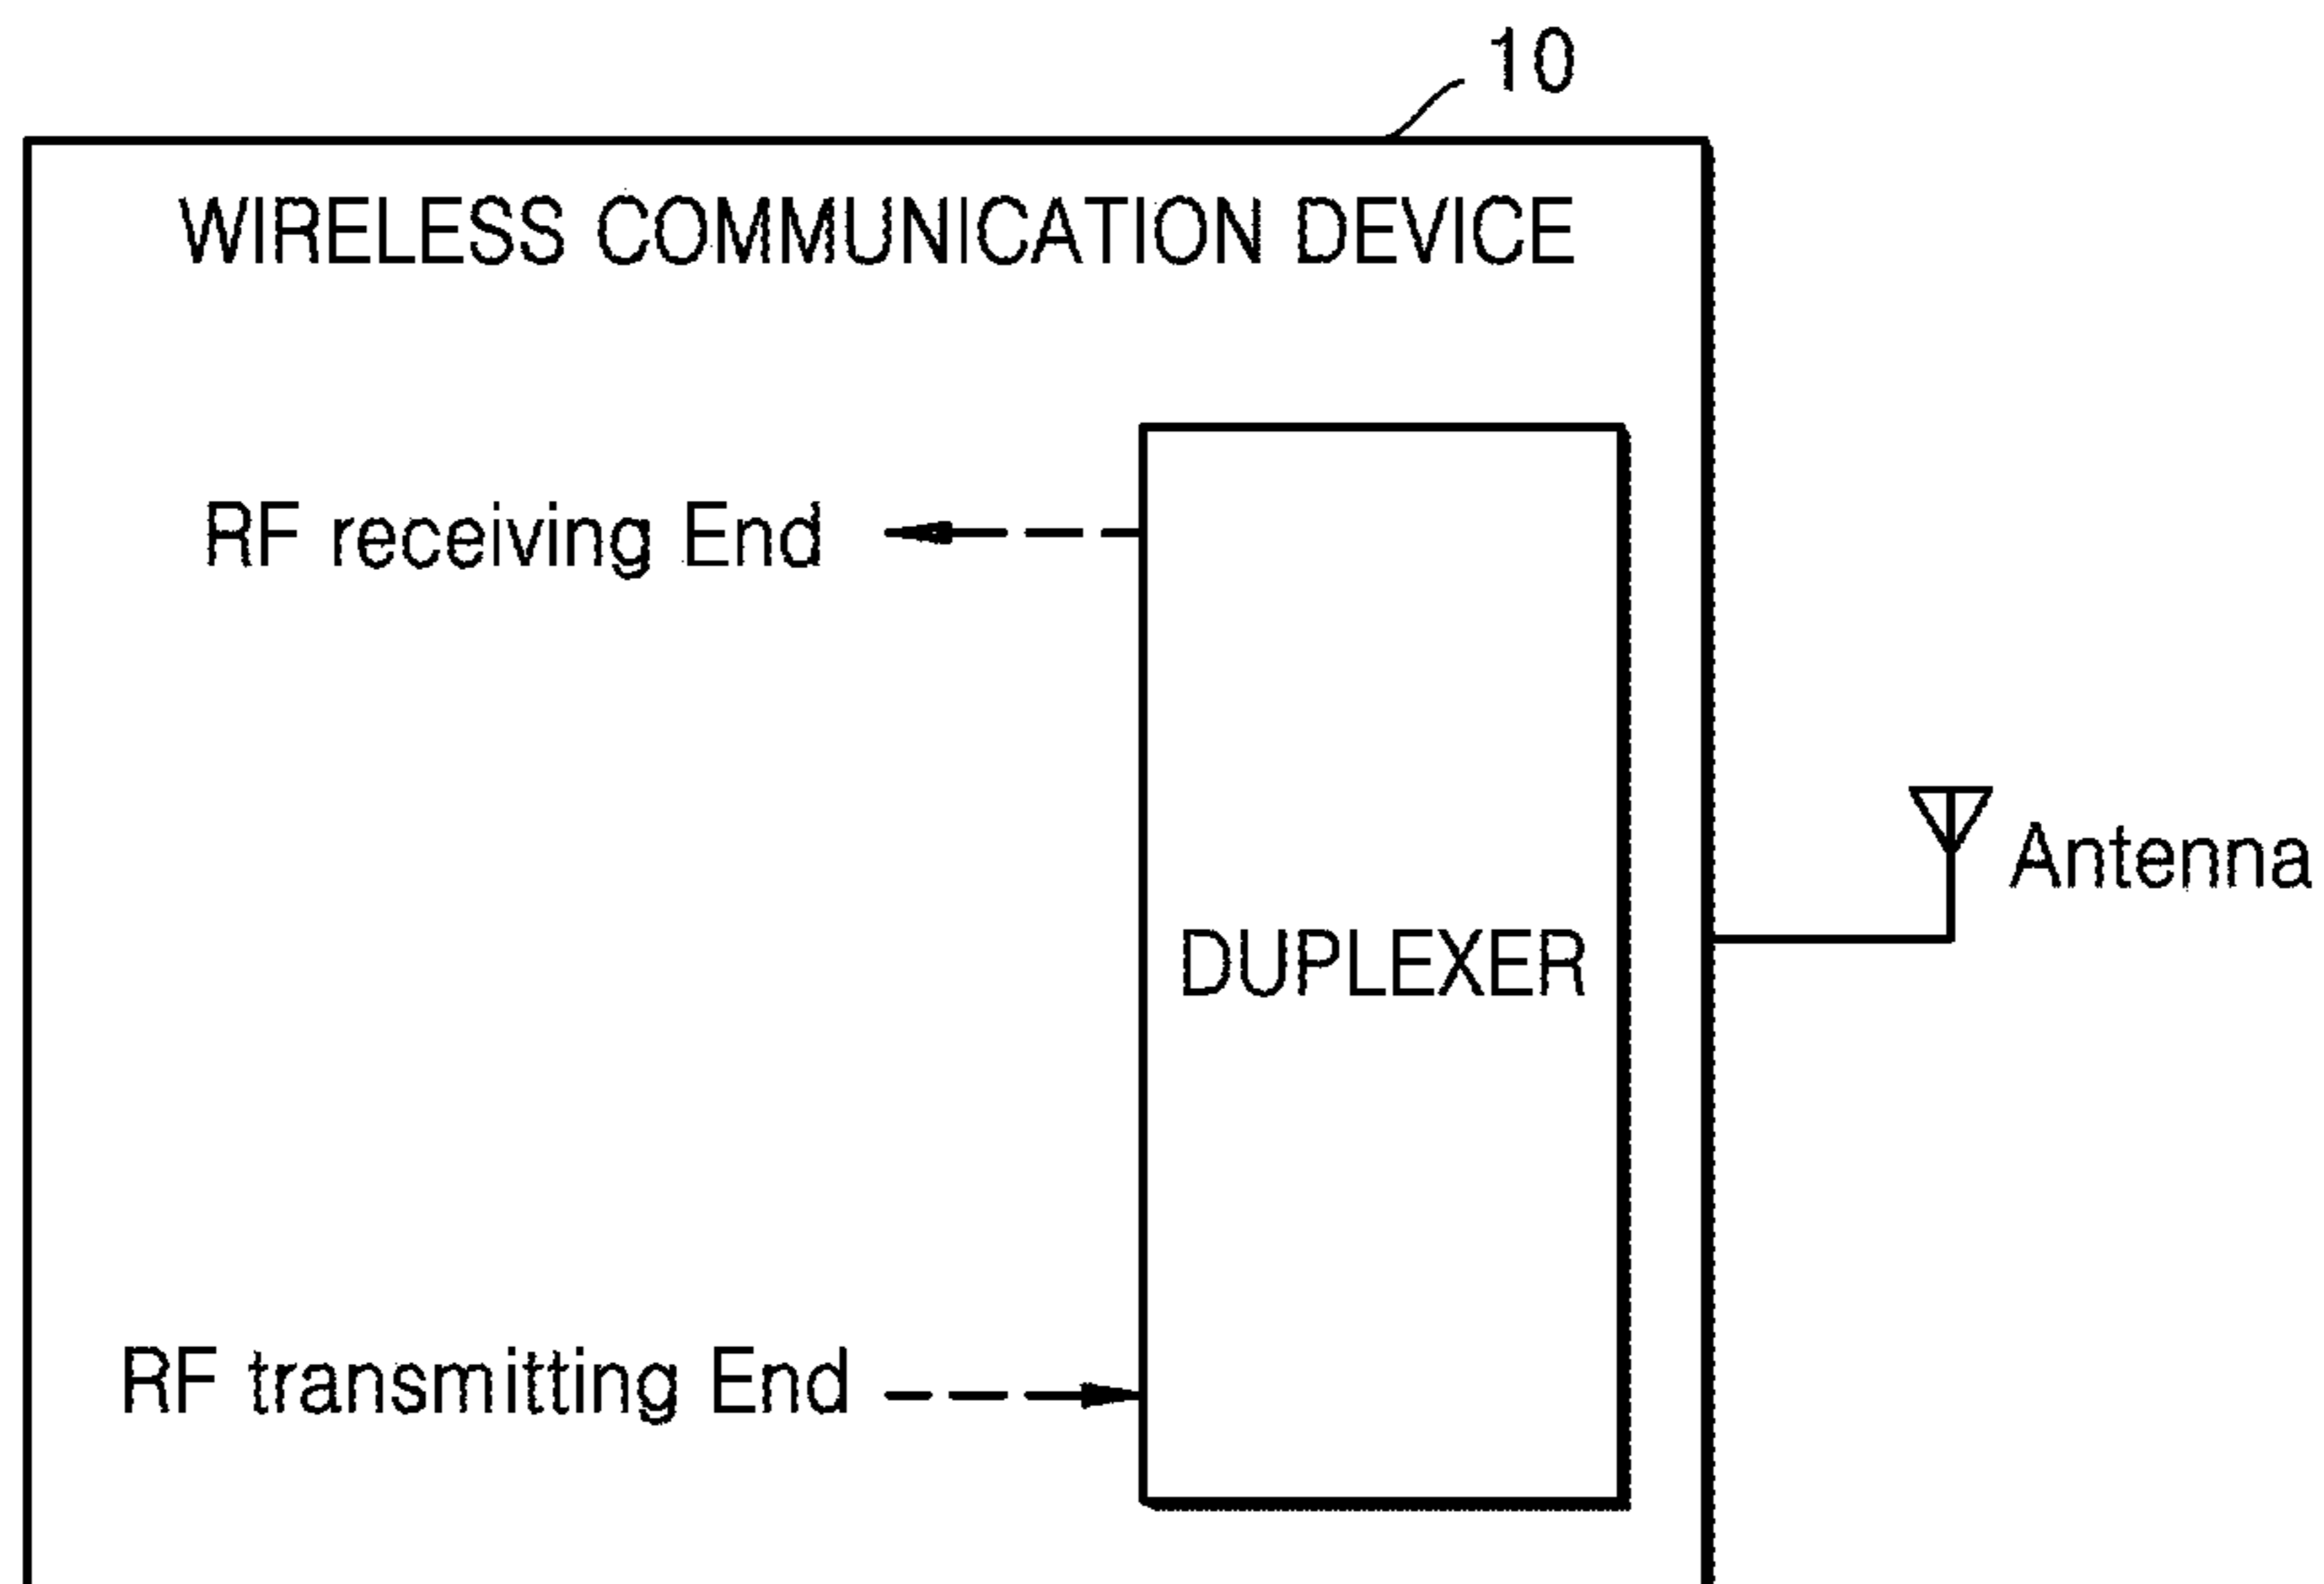 10
WIRELESS COMMUNICATION DEVICE
RF receiving End
Antenna
DUPLEXER
RF transmitting End